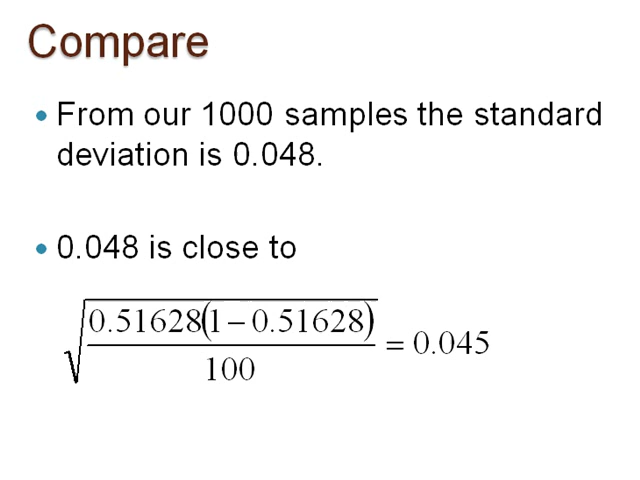 Compare
• From our 1000 samples the standard
deviation is 0.048.
• 0.048 is close to
√(0.51628(1 − 0.51628) / 100) = 0.045